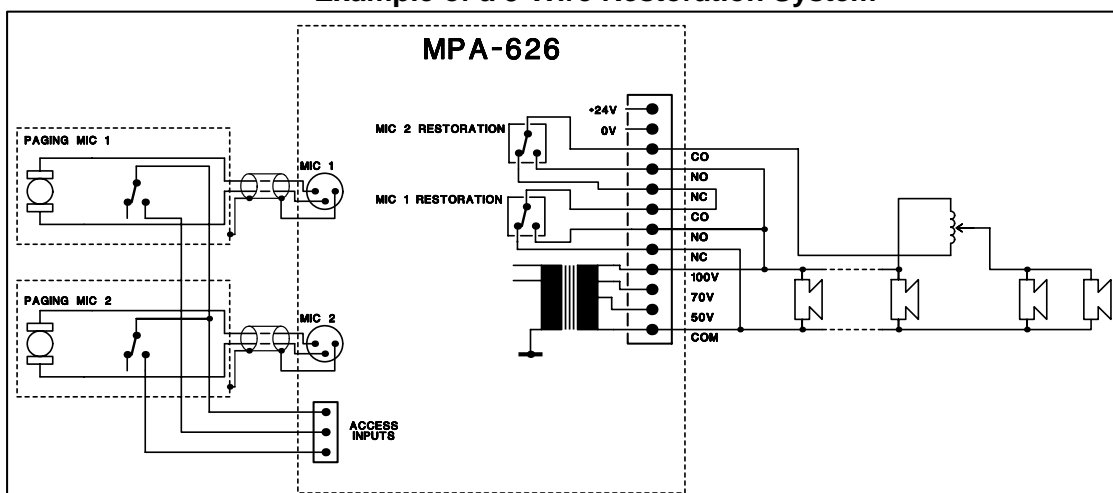 Example of a 3-Wire Restoration System
MPA-626
+24V
0V
MIC 2 RESTORATION
CO
NO
NC
MIC 1 RESTORATION
CO
NO
NC
100V
70V
50V
COM
PAGING MIC 1
MIC 1
PAGING MIC 2
MIC 2
ACCESS
INPUTS